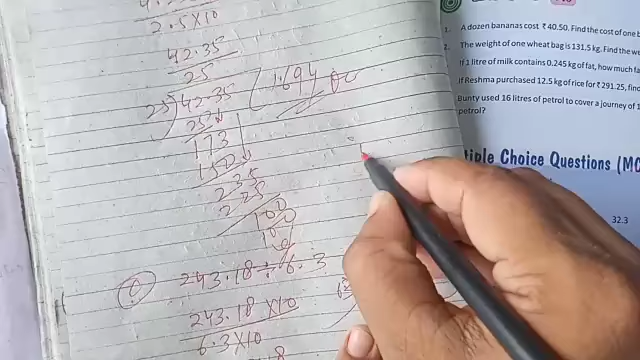 2.5×10
42.35
25
25)42.35(1.694
25↓
173
150↓
235
225
100
100
0
(c) 243.18÷6.3
243.18×10
6.3×10
1. A dozen bananas cost ₹ 40.50. Find the cost of one b
2. The weight of one wheat bag is 131.5 kg. Find the we
If 1 litre of milk contains 0.245 kg of fat, how much fa
If Reshma purchased 12.5 kg of rice for ₹ 291.25, find
Bunty used 16 litres of petrol to cover a journey of 1
petrol?
tiple Choice Questions (MC
32.3